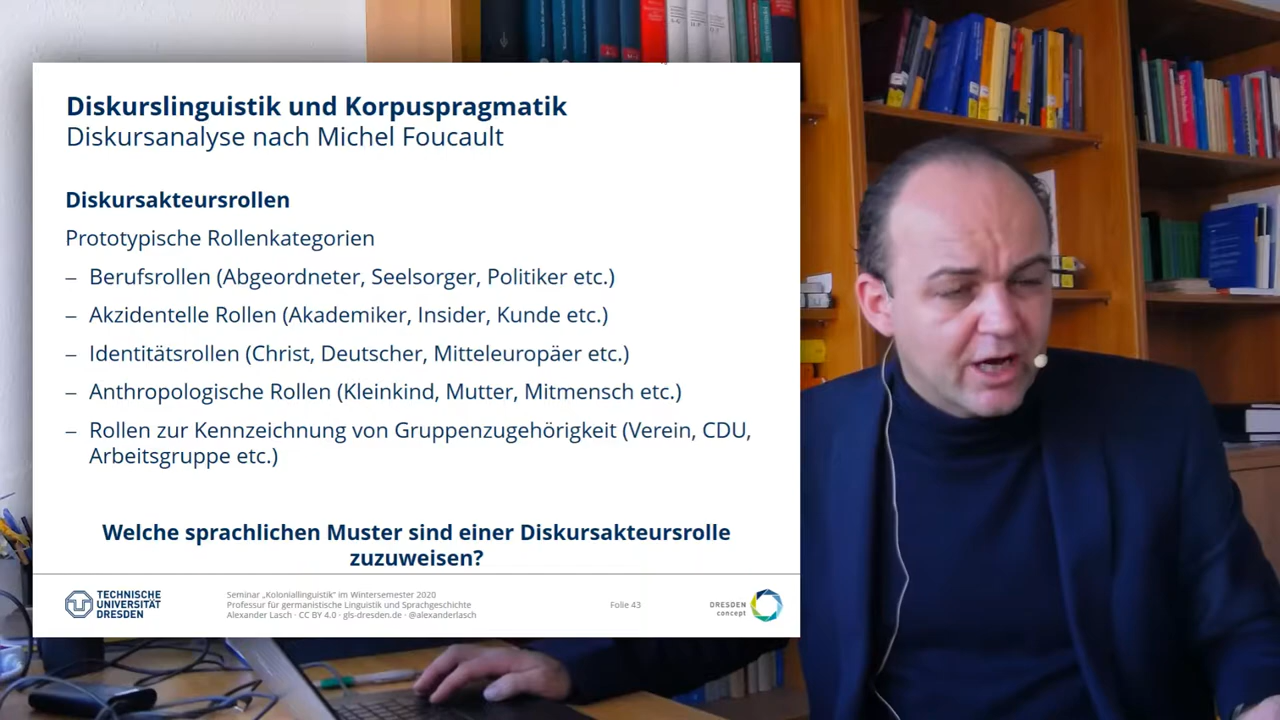 Diskurslinguistik und Korpuspragmatik
Diskursanalyse nach Michel Foucault
Diskursakteursrollen
Prototypische Rollenkategorien
– Berufsrollen (Abgeordneter, Seelsorger, Politiker etc.)
– Akzidentelle Rollen (Akademiker, Insider, Kunde etc.)
– Identitätsrollen (Christ, Deutscher, Mitteleuropäer etc.)
– Anthropologische Rollen (Kleinkind, Mutter, Mitmensch etc.)
– Rollen zur Kennzeichnung von Gruppenzugehörigkeit (Verein, CDU,
Arbeitsgruppe etc.)
Welche sprachlichen Muster sind einer Diskursakteursrolle
zuzuweisen?
TECHNISCHE
UNIVERSITÄT
DRESDEN
Seminar „Koloniallinguistik“ im Wintersemester 2020
Professur für germanistische Linguistik und Sprachgeschichte
Alexander Lasch · CC BY 4.0 · gls-dresden.de · @alexanderlasch
Folie 43
DRESDEN
concept